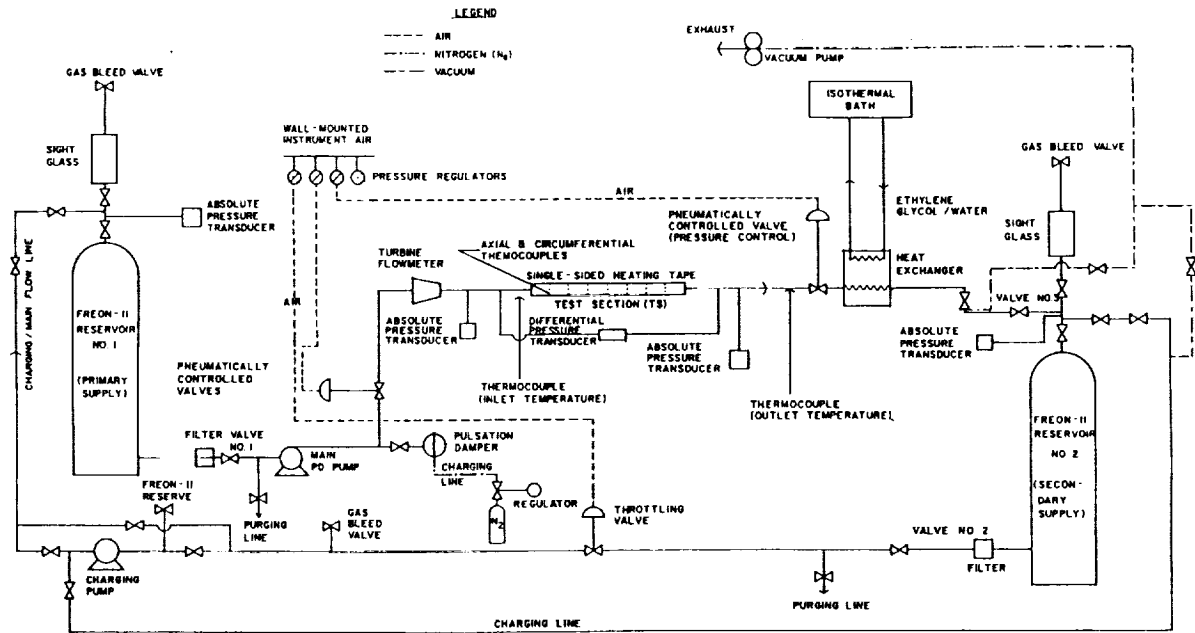 LEGEND
AIR
NITROGEN (N2)
VACUUM
EXHAUST
VACUUM PUMP
GAS BLEED VALVE
ISOTHERMAL
BATH
WALL-MOUNTED
INSTRUMENT AIR
SIGHT
GLASS
GAS BLEED VALVE
PRESSURE REGULATORS
AIR
ABSOLUTE
PRESSURE
TRANSDUCER
PNEUMATICALLY
CONTROLLED VALVE
(PRESSURE CONTROL)
ETHYLENE
GLYCOL/WATER
SIGHT
GLASS
AXIAL & CIRCUMFERENTIAL
THEMOCOUPLES
TURBINE
FLOWMETER
HEAT
EXCHANGER
SINGLE-SIDED HEATING TAPE
TEST SECTION (TS)
CHARGING/MAIN FLOW LINE
AIR
FREON-11
RESERVOIR
NO. 1
(PRIMARY
SUPPLY)
VALVE NO.3
ABSOLUTE
PRESSURE
TRANSDUCER
DIFFERENTIAL
PRESSURE
TRANSDUCER
ABSOLUTE
PRESSURE
TRANSDUCER
ABSOLUTE
PRESSURE
TRANSDUCER
PNEUMATICALLY
CONTROLLED
VALVES
THERMOCOUPLE
(INLET TEMPERATURE)
THERMOCOUPLE
(OUTLET TEMPERATURE)
FREON-11
RESERVOIR
NO 2
(SECON-
DARY
SUPPLY)
FILTER VALVE
NO.1
MAIN
PD PUMP
PULSATION
DAMPER
CHARGING
LINE
REGULATOR
N2
FREON-11
RESERVE
PURGING
LINE
GAS
BLEED
VALVE
THROTTLING
VALVE
VALVE NO 2
FILTER
CHARGING
PUMP
PURGING LINE
CHARGING LINE